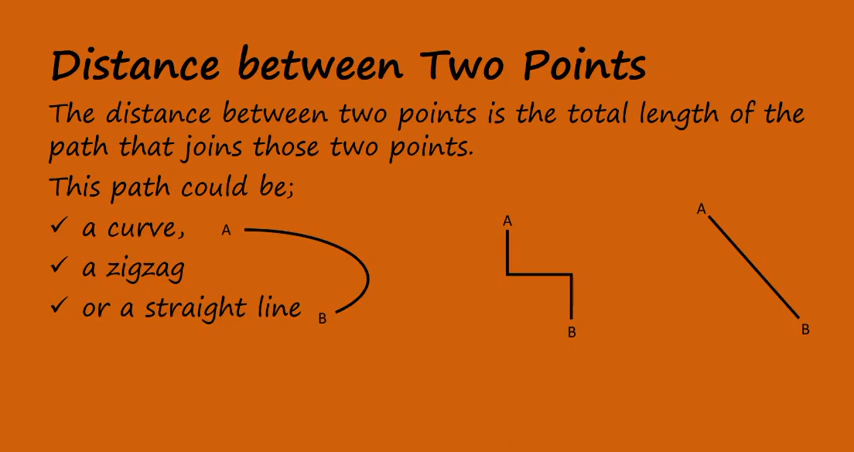 Distance between Two Points
The distance between two points is the total length of the
path that joins those two points.
This path could be;
✓ a curve,
✓ a zigzag
✓ or a straight line
A
B
A
B
A
B